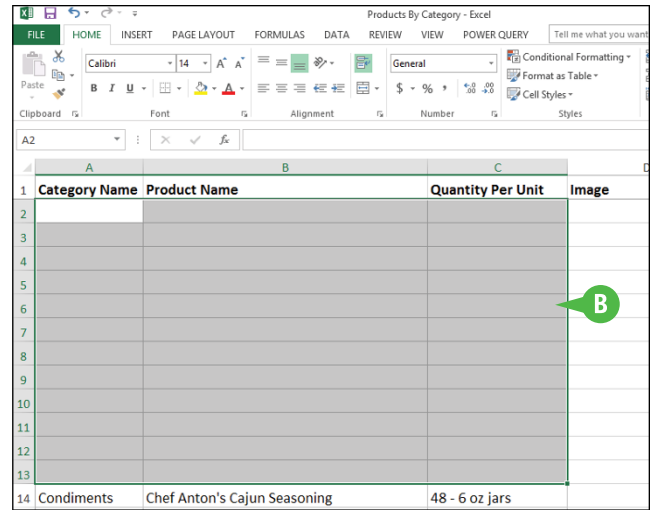 Products By Category - Excel
FILE HOME INSERT PAGE LAYOUT FORMULAS DATA REVIEW VIEW POWER QUERY Tell me what you want
Paste Calibri 14 A A General Conditional Formatting
B I U A $ % , .00 Format as Table
Cell Styles
Clipboard Font Alignment Number Styles
A2 fx
A B C D
1 Category Name Product Name Quantity Per Unit Image
2
3
4
5
6 B
7
8
9
10
11
12
13
14 Condiments Chef Anton's Cajun Seasoning 48 - 6 oz jars